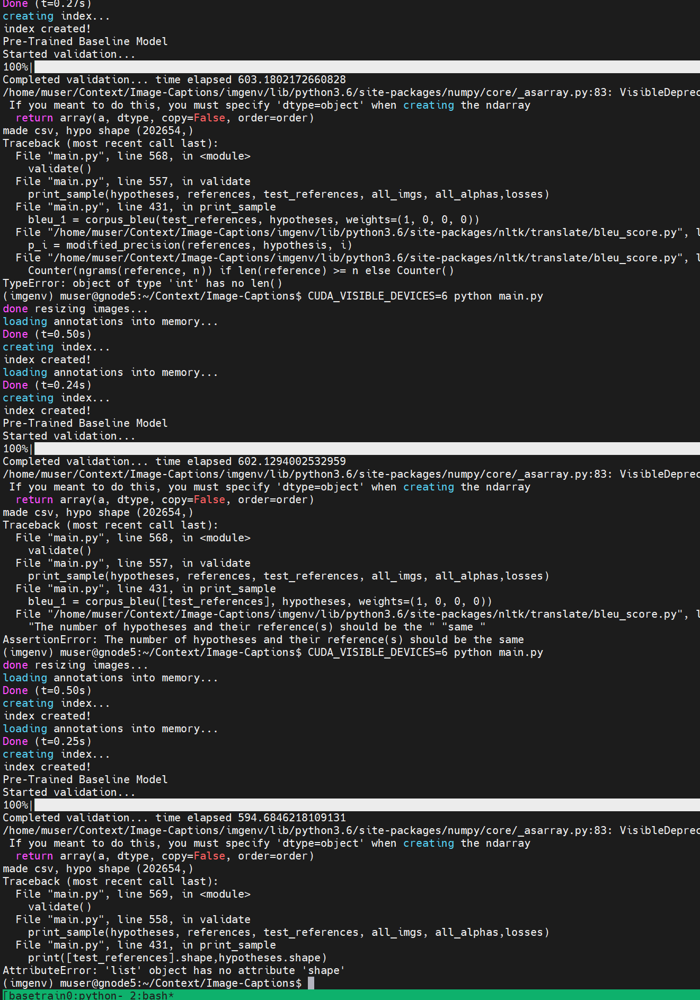 Done (t=0.27s)
creating index...
index created!
Pre-Trained Baseline Model
Started validation...
100%|
Completed validation... time elapsed 603.1802172660828
/home/muser/Context/Image-Captions/imgenv/lib/python3.6/site-packages/numpy/core/_asarray.py:83: VisibleDeprec
 If you meant to do this, you must specify 'dtype=object' when creating the ndarray
  return array(a, dtype, copy=False, order=order)
made csv, hypo shape (202654,)
Traceback (most recent call last):
  File "main.py", line 568, in <module>
    validate()
  File "main.py", line 557, in validate
    print_sample(hypotheses, references, test_references, all_imgs, all_alphas,losses)
  File "main.py", line 431, in print_sample
    bleu_1 = corpus_bleu(test_references, hypotheses, weights=(1, 0, 0, 0))
  File "/home/muser/Context/Image-Captions/imgenv/lib/python3.6/site-packages/nltk/translate/bleu_score.py", l
    p_i = modified_precision(references, hypothesis, i)
  File "/home/muser/Context/Image-Captions/imgenv/lib/python3.6/site-packages/nltk/translate/bleu_score.py", l
    Counter(ngrams(reference, n)) if len(reference) >= n else Counter()
TypeError: object of type 'int' has no len()
(imgenv) muser@gnode5:~/Context/Image-Captions$ CUDA_VISIBLE_DEVICES=6 python main.py
done resizing images...
loading annotations into memory...
Done (t=0.50s)
creating index...
index created!
loading annotations into memory...
Done (t=0.24s)
creating index...
index created!
Pre-Trained Baseline Model
Started validation...
100%|
Completed validation... time elapsed 602.1294002532959
/home/muser/Context/Image-Captions/imgenv/lib/python3.6/site-packages/numpy/core/_asarray.py:83: VisibleDeprec
 If you meant to do this, you must specify 'dtype=object' when creating the ndarray
  return array(a, dtype, copy=False, order=order)
made csv, hypo shape (202654,)
Traceback (most recent call last):
  File "main.py", line 568, in <module>
    validate()
  File "main.py", line 557, in validate
    print_sample(hypotheses, references, test_references, all_imgs, all_alphas,losses)
  File "main.py", line 431, in print_sample
    bleu_1 = corpus_bleu([test_references], hypotheses, weights=(1, 0, 0, 0))
  File "/home/muser/Context/Image-Captions/imgenv/lib/python3.6/site-packages/nltk/translate/bleu_score.py", l
    "The number of hypotheses and their reference(s) should be the " "same "
AssertionError: The number of hypotheses and their reference(s) should be the same
(imgenv) muser@gnode5:~/Context/Image-Captions$ CUDA_VISIBLE_DEVICES=6 python main.py
done resizing images...
loading annotations into memory...
Done (t=0.50s)
creating index...
index created!
loading annotations into memory...
Done (t=0.25s)
creating index...
index created!
Pre-Trained Baseline Model
Started validation...
100%|
Completed validation... time elapsed 594.6846218109131
/home/muser/Context/Image-Captions/imgenv/lib/python3.6/site-packages/numpy/core/_asarray.py:83: VisibleDeprec
 If you meant to do this, you must specify 'dtype=object' when creating the ndarray
  return array(a, dtype, copy=False, order=order)
made csv, hypo shape (202654,)
Traceback (most recent call last):
  File "main.py", line 569, in <module>
    validate()
  File "main.py", line 558, in validate
    print_sample(hypotheses, references, test_references, all_imgs, all_alphas,losses)
  File "main.py", line 431, in print_sample
    print([test_references].shape,hypotheses.shape)
AttributeError: 'list' object has no attribute 'shape'
(imgenv) muser@gnode5:~/Context/Image-Captions$
[basetrain0:python- 2:bash*